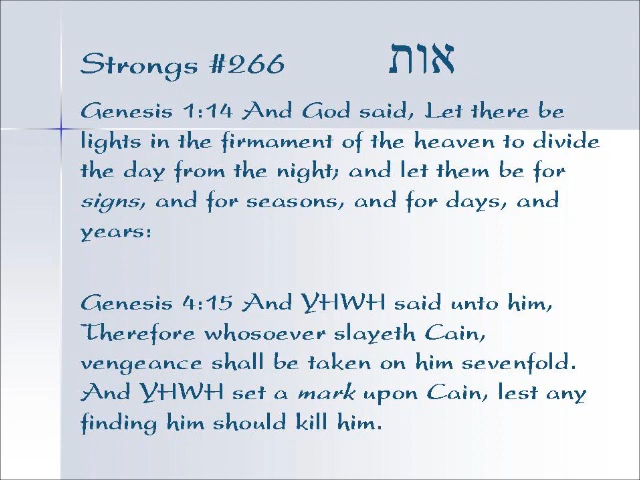 Strongs #266 אות
Genesis 1:14 And God said, Let there be
lights in the firmament of the heaven to divide
the day from the night; and let them be for
signs, and for seasons, and for days, and
years:
Genesis 4:15 And YHWH said unto him,
Therefore whosoever slayeth Cain,
vengeance shall be taken on him sevenfold.
And YHWH set a mark upon Cain, lest any
finding him should kill him.